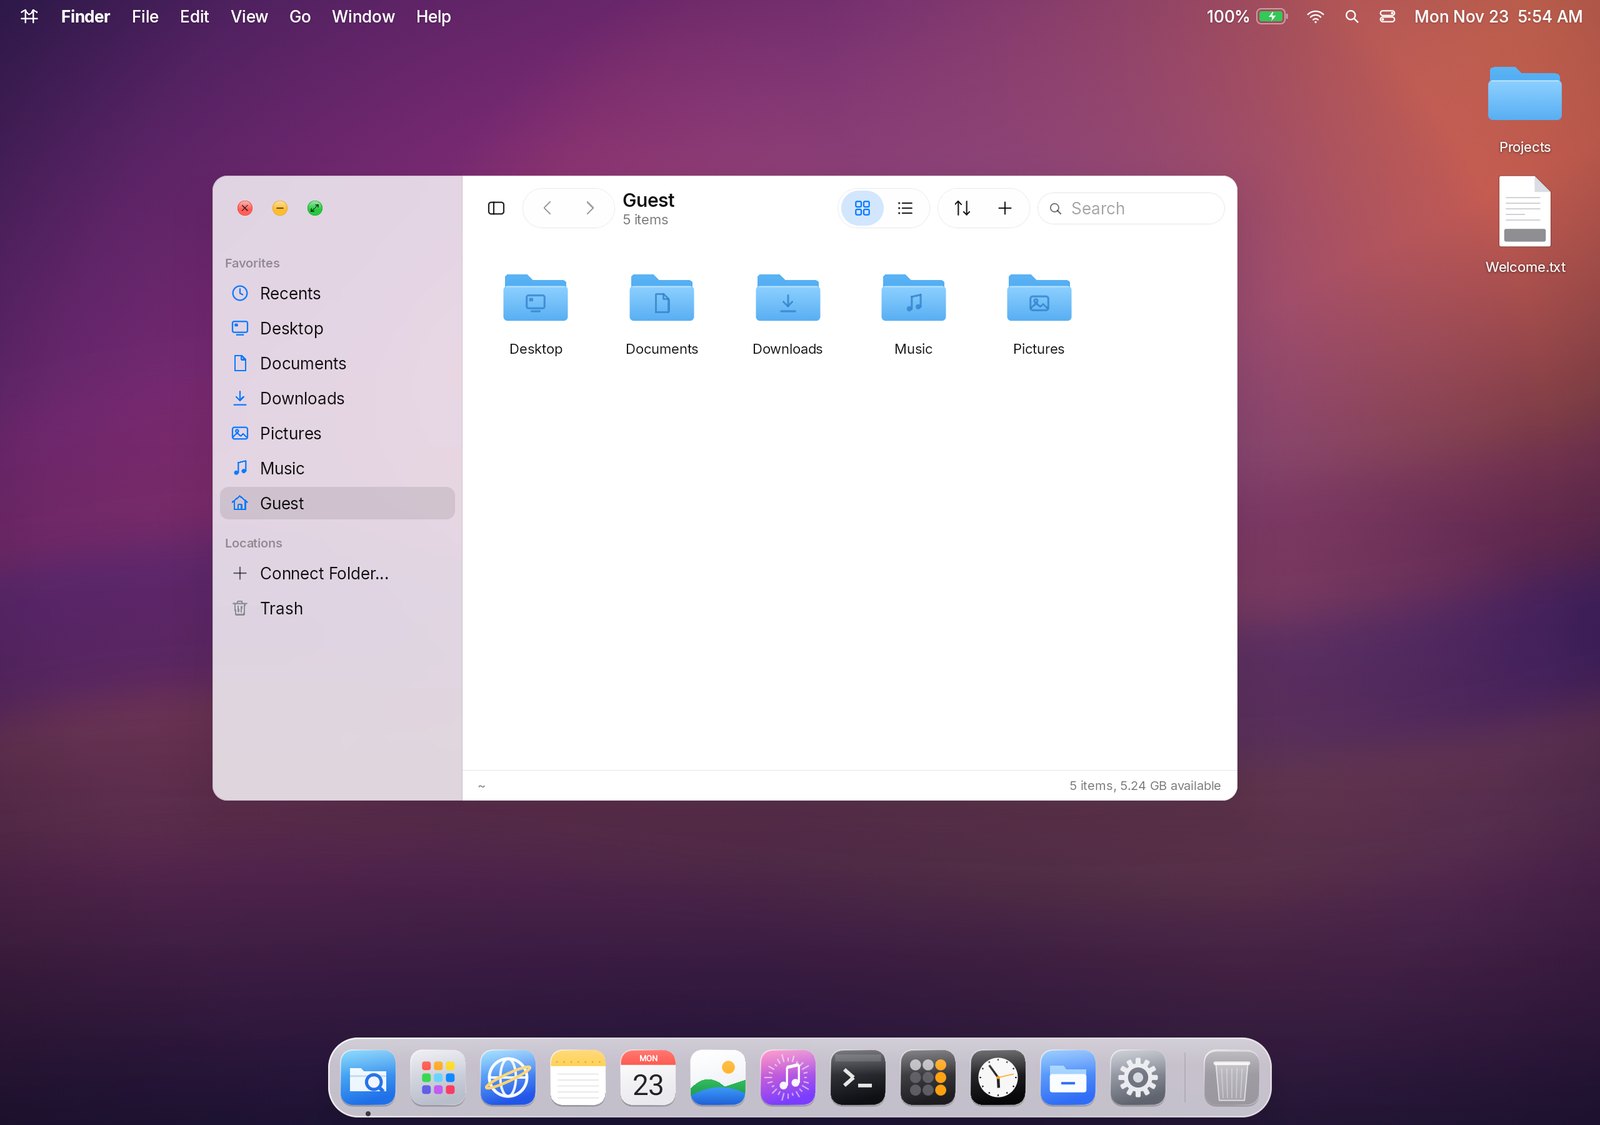 Finder File Edit View Go Window Help
100% Mon Nov 23 5:54 AM
Projects
Welcome.txt
Guest
5 items
Search
Favorites
Recents
Desktop
Documents
Downloads
Pictures
Music
Guest
Locations
Connect Folder...
Trash
Desktop Documents Downloads Music Pictures
~
5 items, 5.24 GB available
MON
23